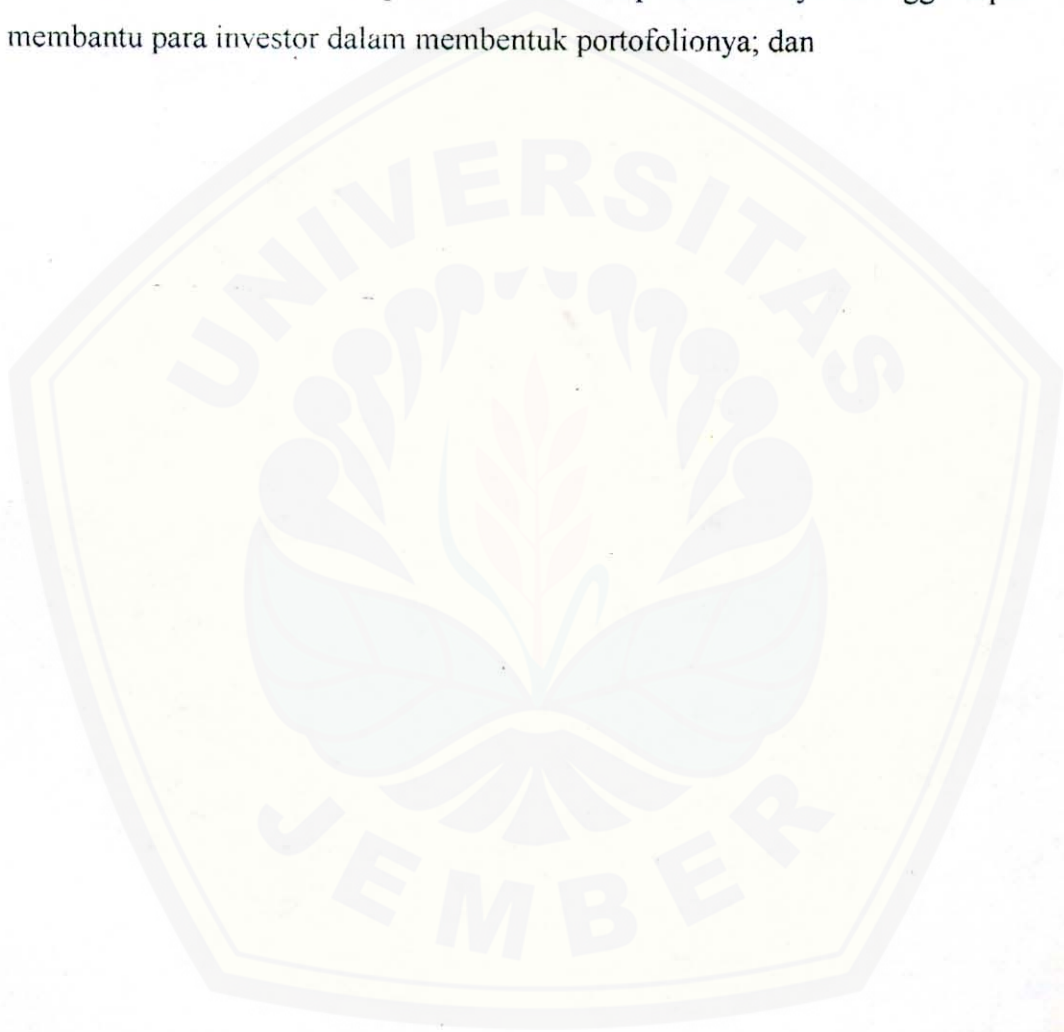 membantu para investor dalam membentuk portofolionya; dan
UNIVERSITAS
JEMBER